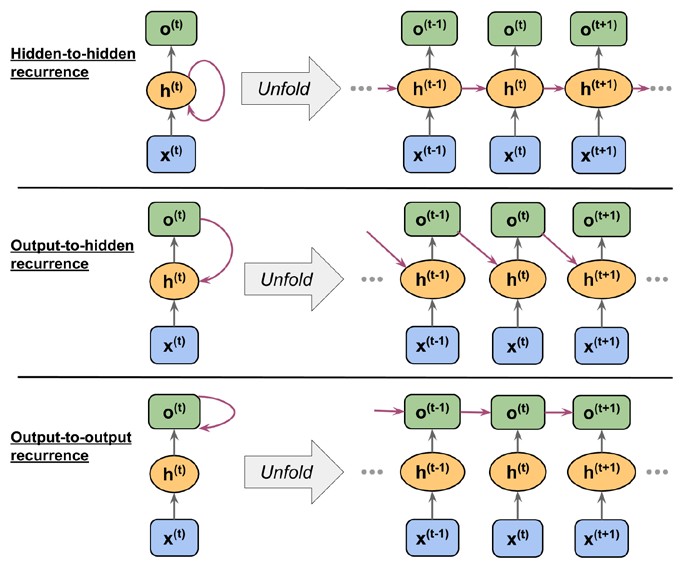 o(t) o(t-1) o(t) o(t+1)
Hidden-to-hidden
recurrence
h(t) Unfold h(t-1) h(t) h(t+1)
x(t) x(t-1) x(t) x(t+1)
o(t) o(t-1) o(t) o(t+1)
Output-to-hidden
recurrence
h(t) Unfold h(t-1) h(t) h(t+1)
x(t) x(t-1) x(t) x(t+1)
o(t) o(t-1) o(t) o(t+1)
Output-to-output
recurrence
h(t) Unfold h(t-1) h(t) h(t+1)
x(t) x(t-1) x(t) x(t+1)